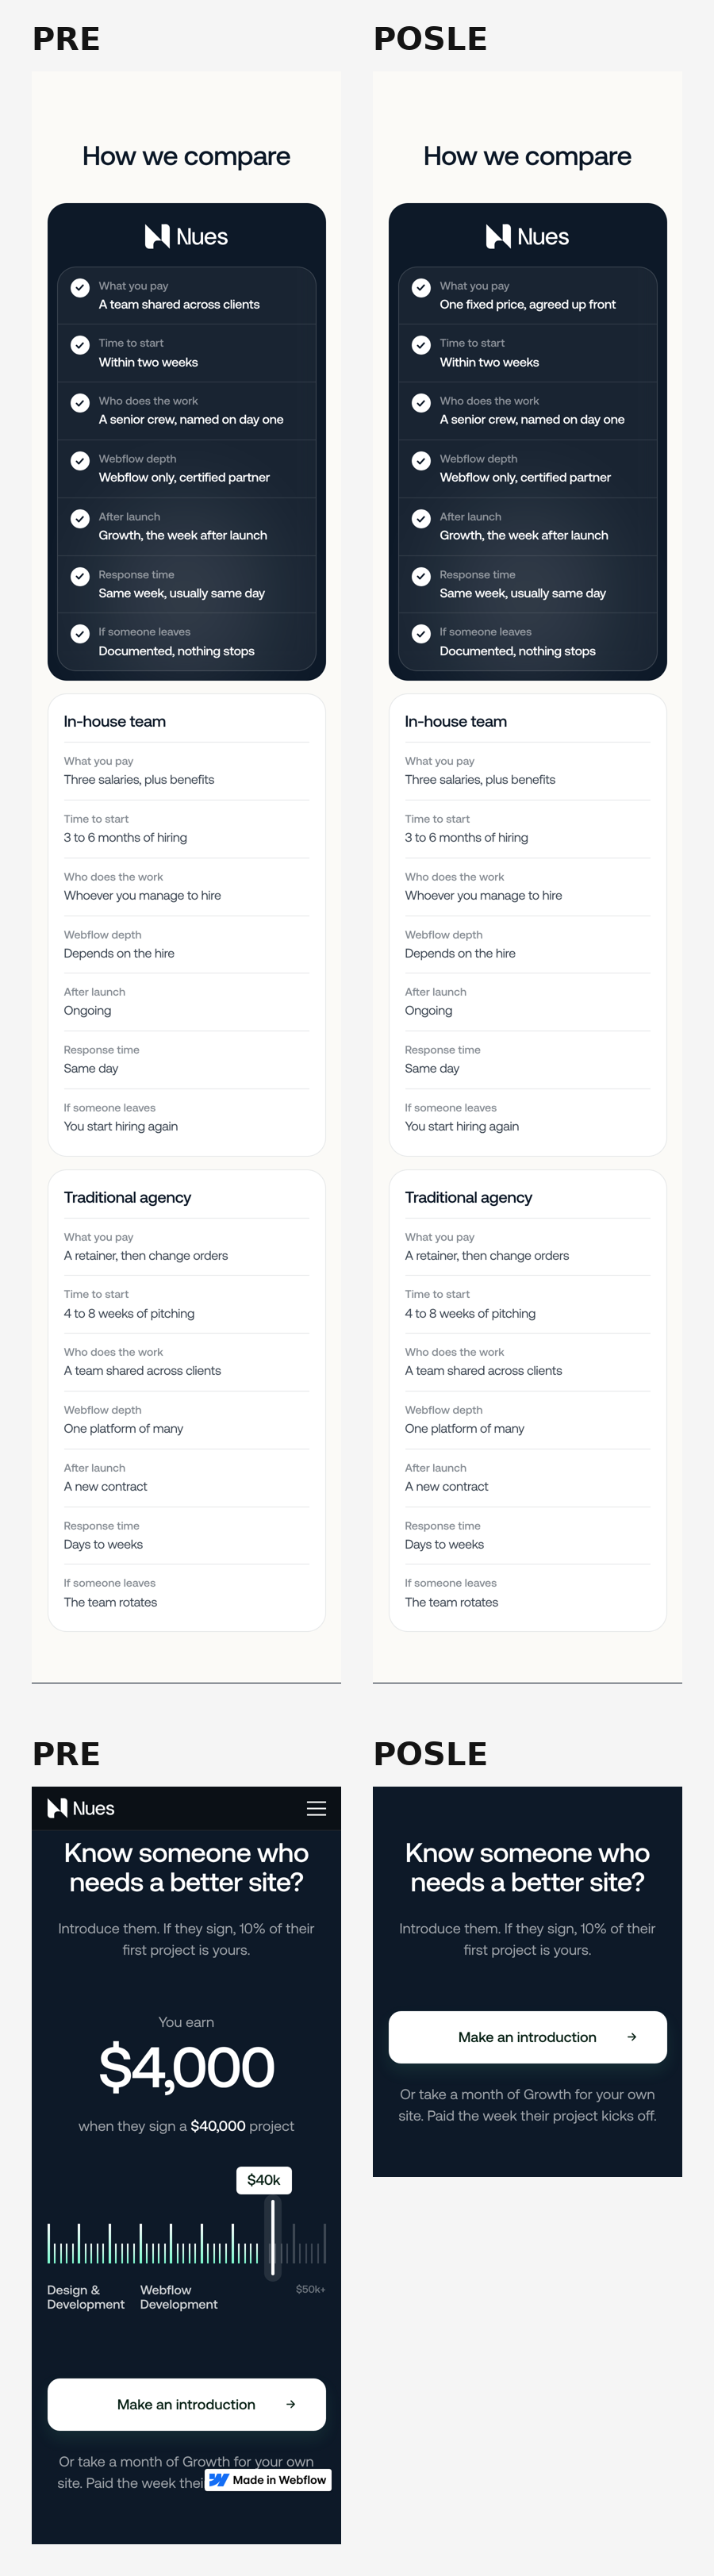 PRE
How we compare
Nues
What you pay
A team shared across clients
Time to start
Within two weeks
Who does the work
A senior crew, named on day one
Webflow depth
Webflow only, certified partner
After launch
Growth, the week after launch
Response time
Same week, usually same day
If someone leaves
Documented, nothing stops
In-house team
What you pay
Three salaries, plus benefits
Time to start
3 to 6 months of hiring
Who does the work
Whoever you manage to hire
Webflow depth
Depends on the hire
After launch
Ongoing
Response time
Same day
If someone leaves
You start hiring again
Traditional agency
What you pay
A retainer, then change orders
Time to start
4 to 8 weeks of pitching
Who does the work
A team shared across clients
Webflow depth
One platform of many
After launch
A new contract
Response time
Days to weeks
If someone leaves
The team rotates
POSLE
How we compare
Nues
What you pay
One fixed price, agreed up front
Time to start
Within two weeks
Who does the work
A senior crew, named on day one
Webflow depth
Webflow only, certified partner
After launch
Growth, the week after launch
Response time
Same week, usually same day
If someone leaves
Documented, nothing stops
In-house team
What you pay
Three salaries, plus benefits
Time to start
3 to 6 months of hiring
Who does the work
Whoever you manage to hire
Webflow depth
Depends on the hire
After launch
Ongoing
Response time
Same day
If someone leaves
You start hiring again
Traditional agency
What you pay
A retainer, then change orders
Time to start
4 to 8 weeks of pitching
Who does the work
A team shared across clients
Webflow depth
One platform of many
After launch
A new contract
Response time
Days to weeks
If someone leaves
The team rotates
PRE
Nues
Know someone who
needs a better site?
Introduce them. If they sign, 10% of their
first project is yours.
You earn
$4,000
when they sign a $40,000 project
$40k
Design &
Development
Webflow
Development
$50k+
Make an introduction →
Or take a month of Growth for your own
site. Paid the week thei
Made in Webflow
POSLE
Know someone who
needs a better site?
Introduce them. If they sign, 10% of their
first project is yours.
Make an introduction →
Or take a month of Growth for your own
site. Paid the week their project kicks off.